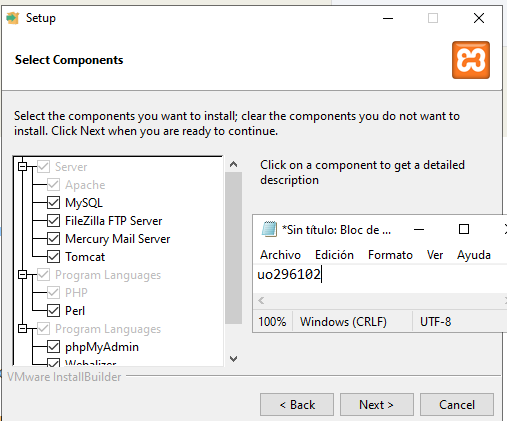 Setup
Select Components
Select the components you want to install; clear the components you do not want to
install. Click Next when you are ready to continue.
Server
Apache
MySQL
FileZilla FTP Server
Mercury Mail Server
Tomcat
Program Languages
PHP
Perl
Program Languages
phpMyAdmin
Webalizer
Click on a component to get a detailed
description
*Sin título: Bloc de ...
Archivo Edición Formato Ver Ayuda
uo296102
100% Windows (CRLF) UTF-8
VMware InstallBuilder
< Back
Next >
Cancel